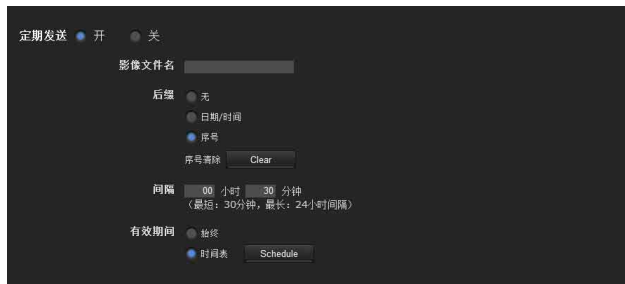 定期发送 开 关
影像文件名
后缀 无
日期/时间
序号
序号清除 Clear
间隔 00 小时 30 分钟
（最短：30分钟，最长：24小时间隔）
有效期间 始终
时间表 Schedule